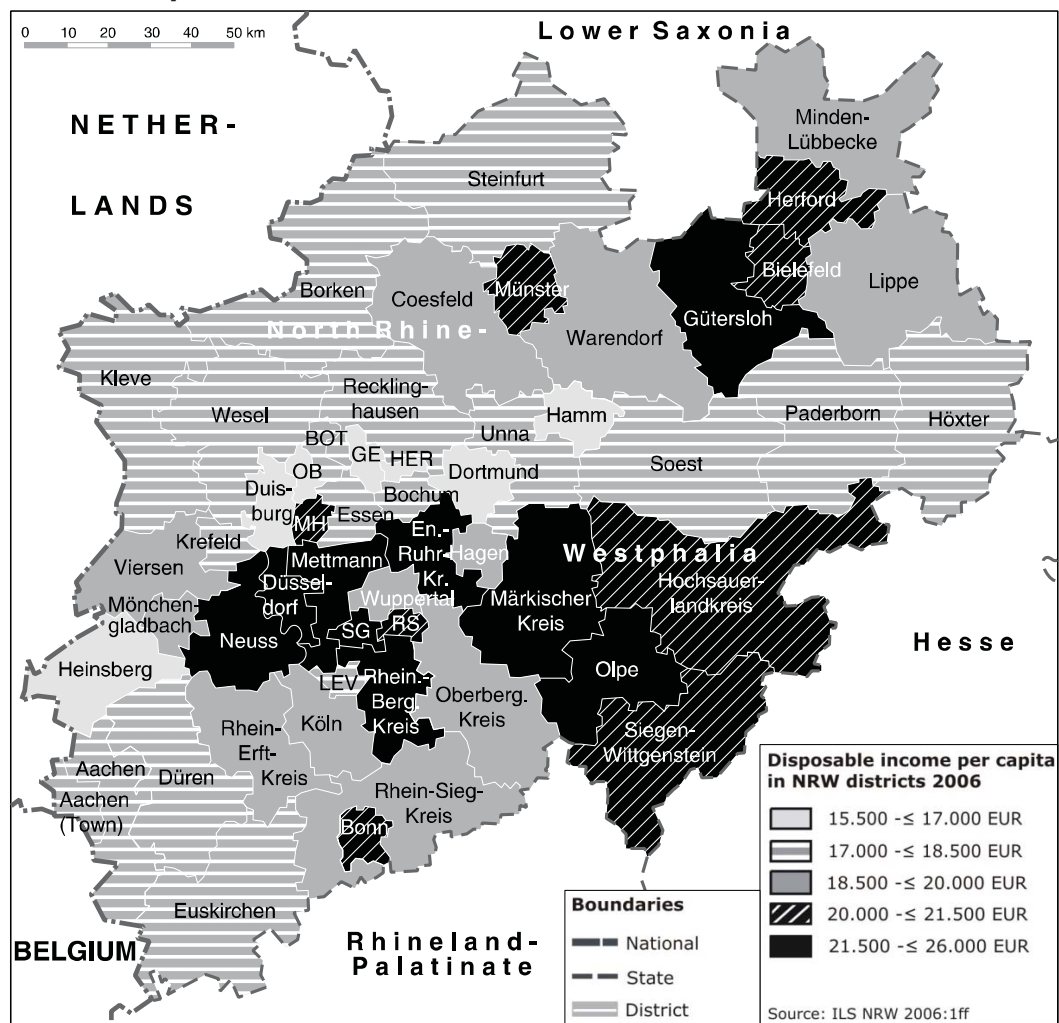 0 10 20 30 40 50 km
Lower Saxonia
NETHER-
LANDS
Minden-
Lübbecke
Steinfurt
Herford
Borken
Coesfeld
Münster
Bielefeld
Lippe
Gütersloh
North Rhine-
Warendorf
Kleve
Reckling-
hausen
Wesel
Hamm
Paderborn
Höxter
BOT
Unna
GE
HER
OB
Dortmund
Soest
Duis-
burg
Bochum
MH
Essen
Krefeld
En.-
Ruhr-
Kr.
Hagen
Westphalia
Viersen
Mettmann
Hochsauer-
landkreis
Düssel-
dorf
Wuppertal
Märkischer
Kreis
Mönchen-
gladbach
Neuss
SG
RS
Hesse
Heinsberg
Olpe
LEV
Rhein.-
Berg.
Kreis
Oberberg.
Kreis
Köln
Rhein-
Erft-
Kreis
Siegen-
Wittgenstein
Aachen
Düren
Aachen
(Town)
Rhein-Sieg-
Kreis
Bonn
Euskirchen
BELGIUM
Rhineland-
Palatinate
Boundaries
National
State
District
Disposable income per capita
in NRW districts 2006
15.500 -≤ 17.000 EUR
17.000 -≤ 18.500 EUR
18.500 -≤ 20.000 EUR
20.000 -≤ 21.500 EUR
21.500 -≤ 26.000 EUR
Source: ILS NRW 2006:1ff